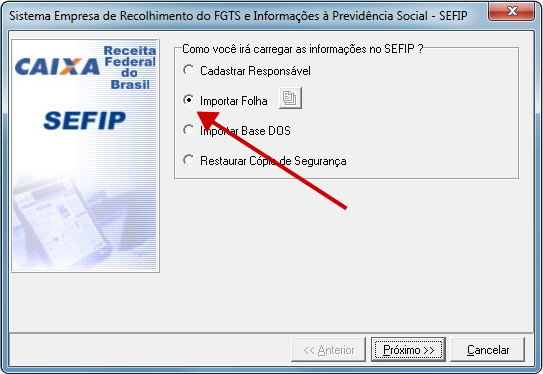 Sistema Empresa de Recolhimento do FGTS e Informações à Previdência Social - SEFIP
CAIXA
Receita
Federal
do
Brasil
SEFIP
Como você irá carregar as informações no SEFIP ?
Cadastrar Responsável
Importar Folha
Importar Base DOS
Restaurar Cópia de Segurança
<< Anterior
Próximo >>
Cancelar